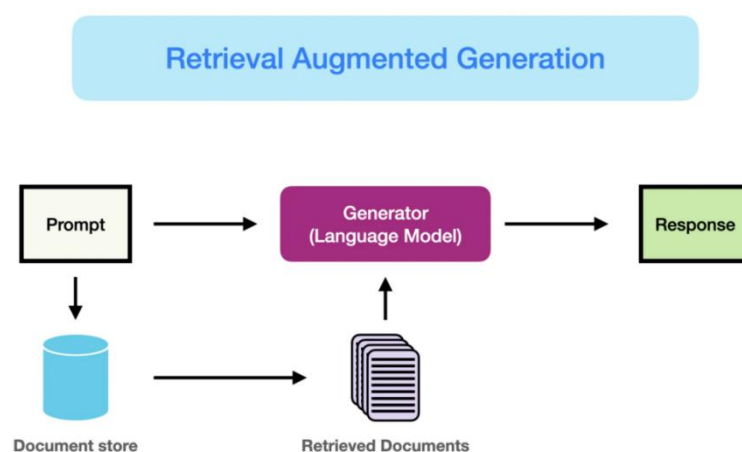 Retrieval Augmented Generation
Prompt
Generator
(Language Model)
Response
Document store
Retrieved Documents